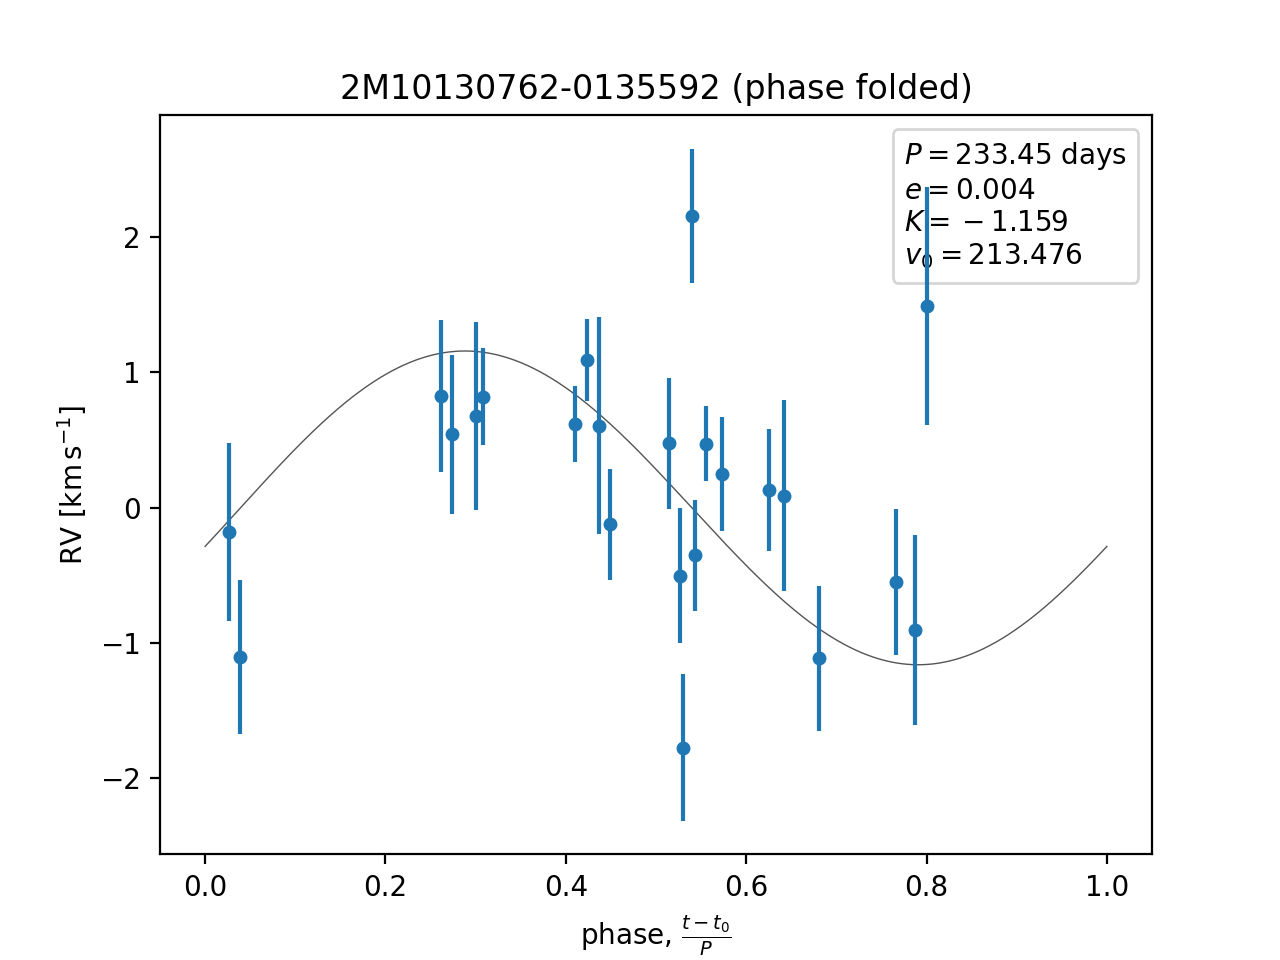 2M10130762-0135592 (phase folded)
P = 233.45 days
e = 0.004
K = −1.159
v₀ = 213.476
2
1
0
−1
−2
RV [km s⁻¹]
0.0 0.2 0.4 0.6 0.8 1.0
phase, (t − t₀)/P